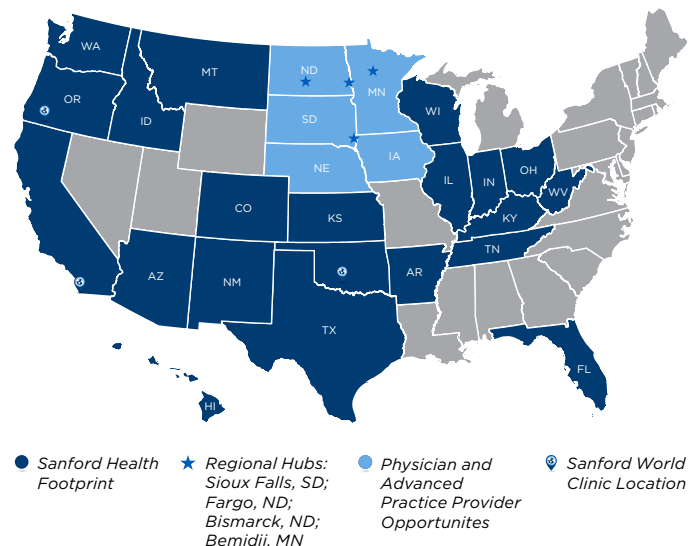 WA
MT
ND
MN
OR
ID
SD
WI
NE
IA
IL
IN
OH
WV
CO
KS
KY
TN
AZ
NM
AR
TX
FL
HI
Sanford Health
Footprint
Regional Hubs:
Sioux Falls, SD;
Fargo, ND;
Bismarck, ND;
Bemidji, MN
Physician and
Advanced
Practice Provider
Opportunites
Sanford World
Clinic Location